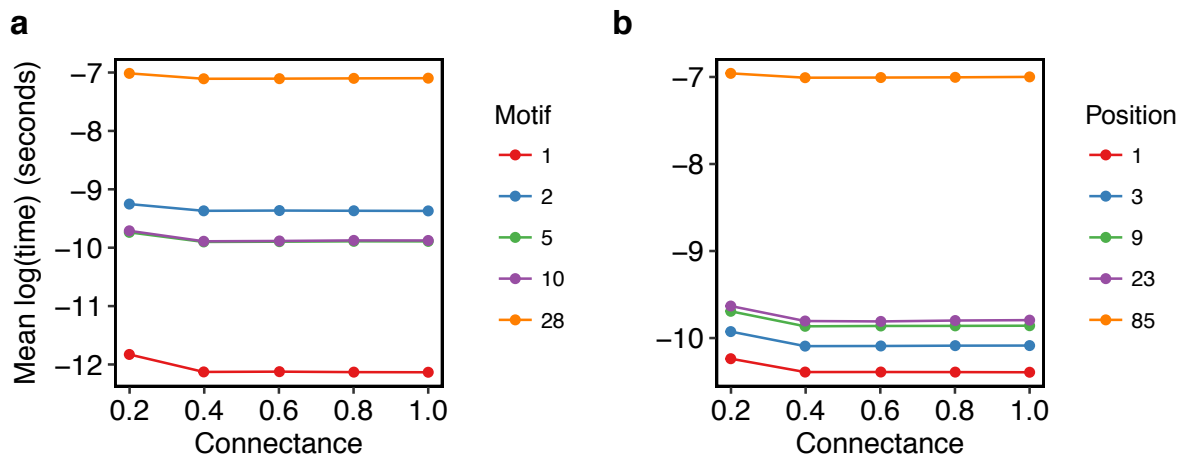 a
Mean log(time) (seconds)
−7
−8
−9
−10
−11
−12
0.2 0.4 0.6 0.8 1.0
Connectance
Motif
1
2
5
10
28
b
−7
−8
−9
−10
0.2 0.4 0.6 0.8 1.0
Connectance
Position
1
3
9
23
85